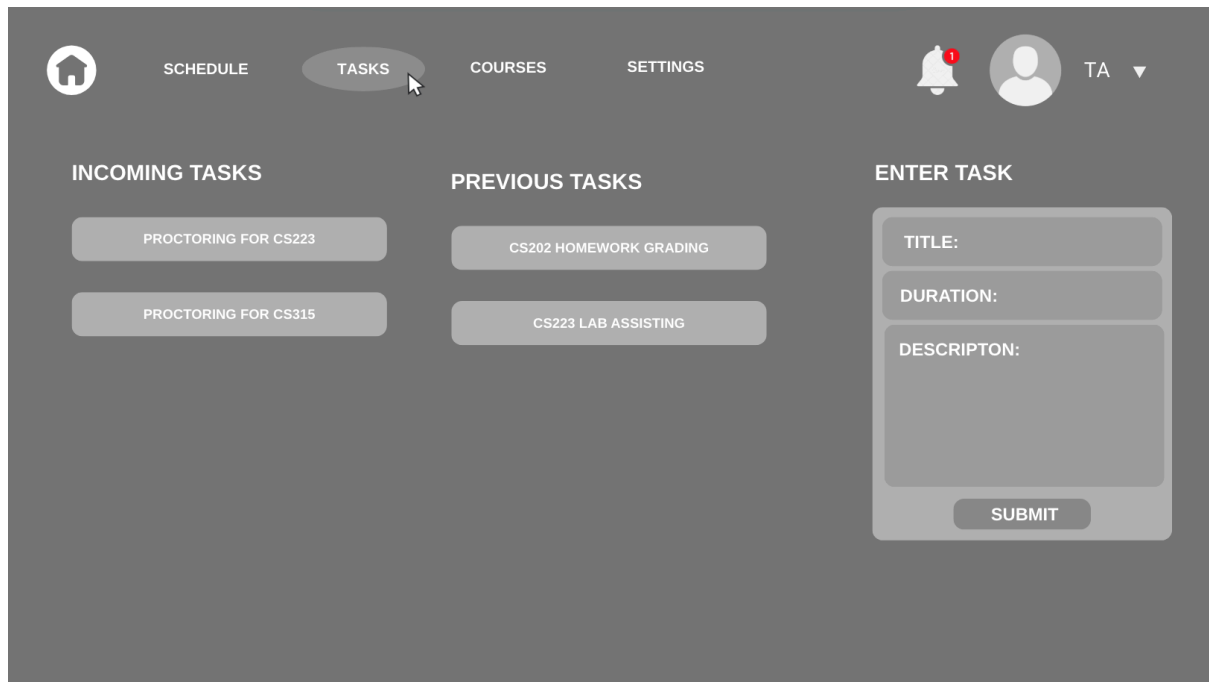 SCHEDULE
TASKS
COURSES
SETTINGS
1
TA
INCOMING TASKS
PROCTORING FOR CS223
PROCTORING FOR CS315
PREVIOUS TASKS
CS202 HOMEWORK GRADING
CS223 LAB ASSISTING
ENTER TASK
TITLE:
DURATION:
DESCRIPTON:
SUBMIT